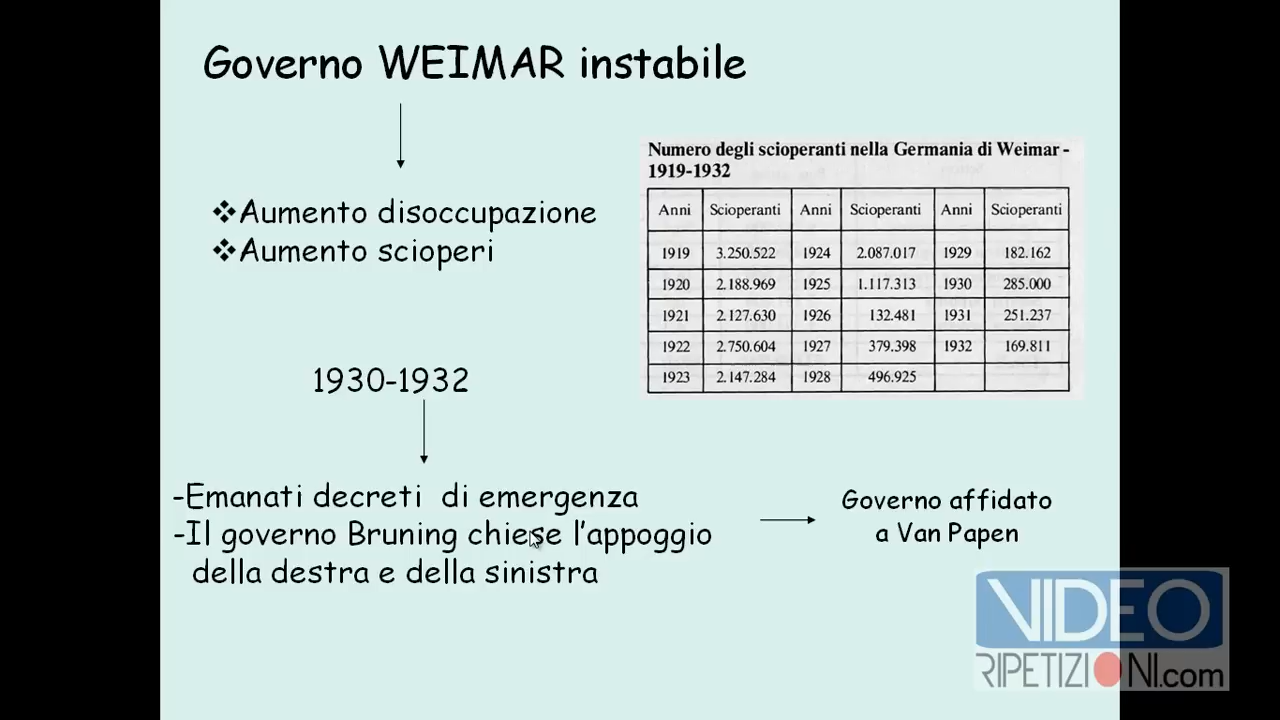 Governo WEIMAR instabile
❖Aumento disoccupazione
❖Aumento scioperi
Numero degli scioperanti nella Germania di Weimar -
1919-1932
Anni Scioperanti Anni Scioperanti Anni Scioperanti
1919 3.250.522 1924 2.087.017 1929 182.162
1920 2.188.969 1925 1.117.313 1930 285.000
1921 2.127.630 1926 132.481 1931 251.237
1922 2.750.604 1927 379.398 1932 169.811
1923 2.147.284 1928 496.925
1930-1932
-Emanati decreti di emergenza
-Il governo Bruning chiese l'appoggio
della destra e della sinistra
Governo affidato
a Van Papen
VIDEO
RIPETIZIONI.com